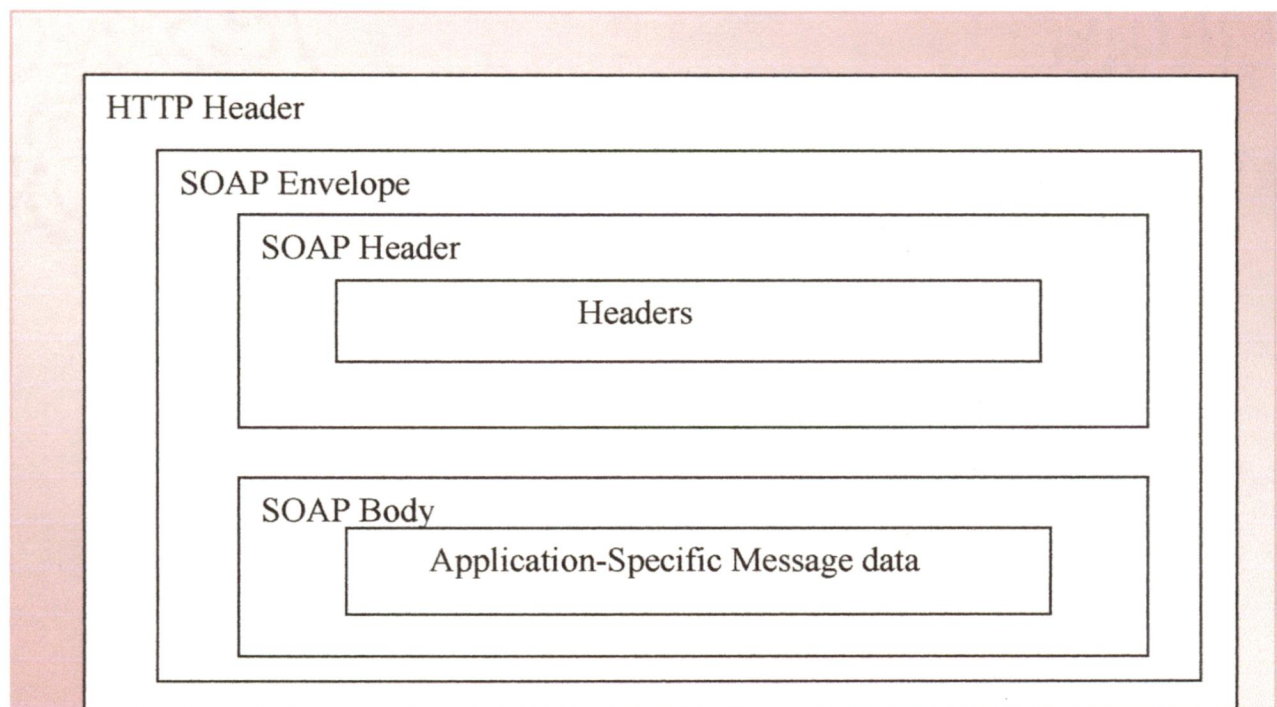 HTTP Header
SOAP Envelope
SOAP Header
Headers
SOAP Body
Application-Specific Message data